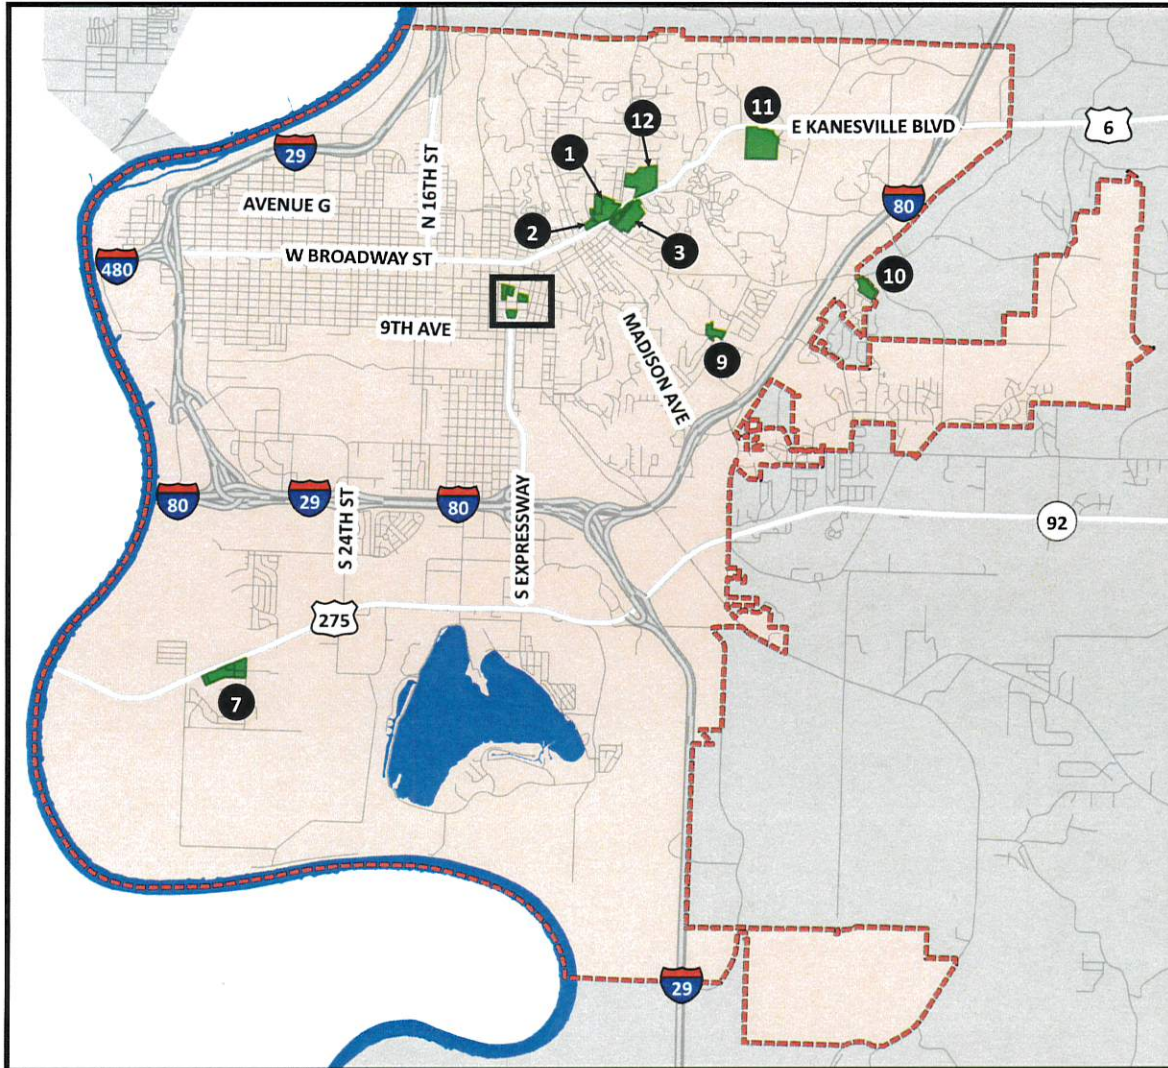 11
12
E KANESVILLE BLVD
6
29
1
N 16TH ST
AVENUE G
80
2
3
W BROADWAY ST
480
10
9TH AVE
MADISON AVE
9
80
29
80
S 24TH ST
S EXPRESSWAY
92
275
7
29